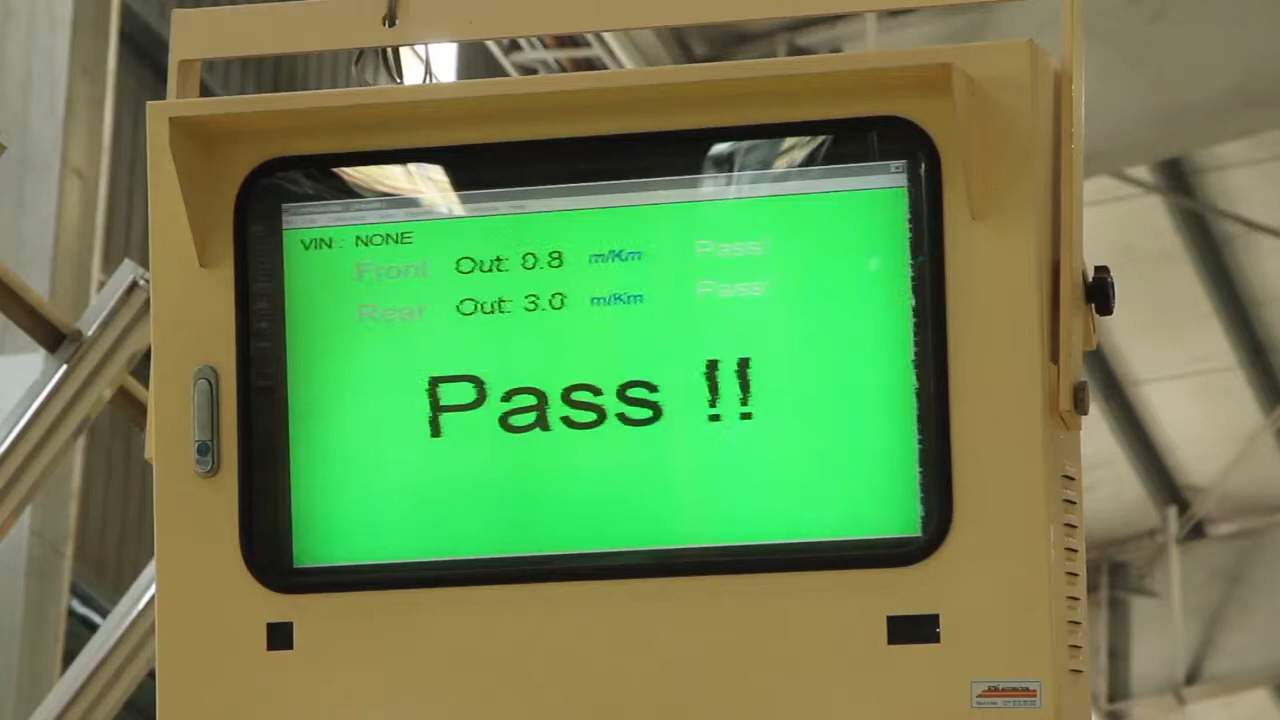 VIN : NONE
Front Out: 0.8 m/Km Pass!
Rear Out: 3.0 m/Km Pass!
Pass !!